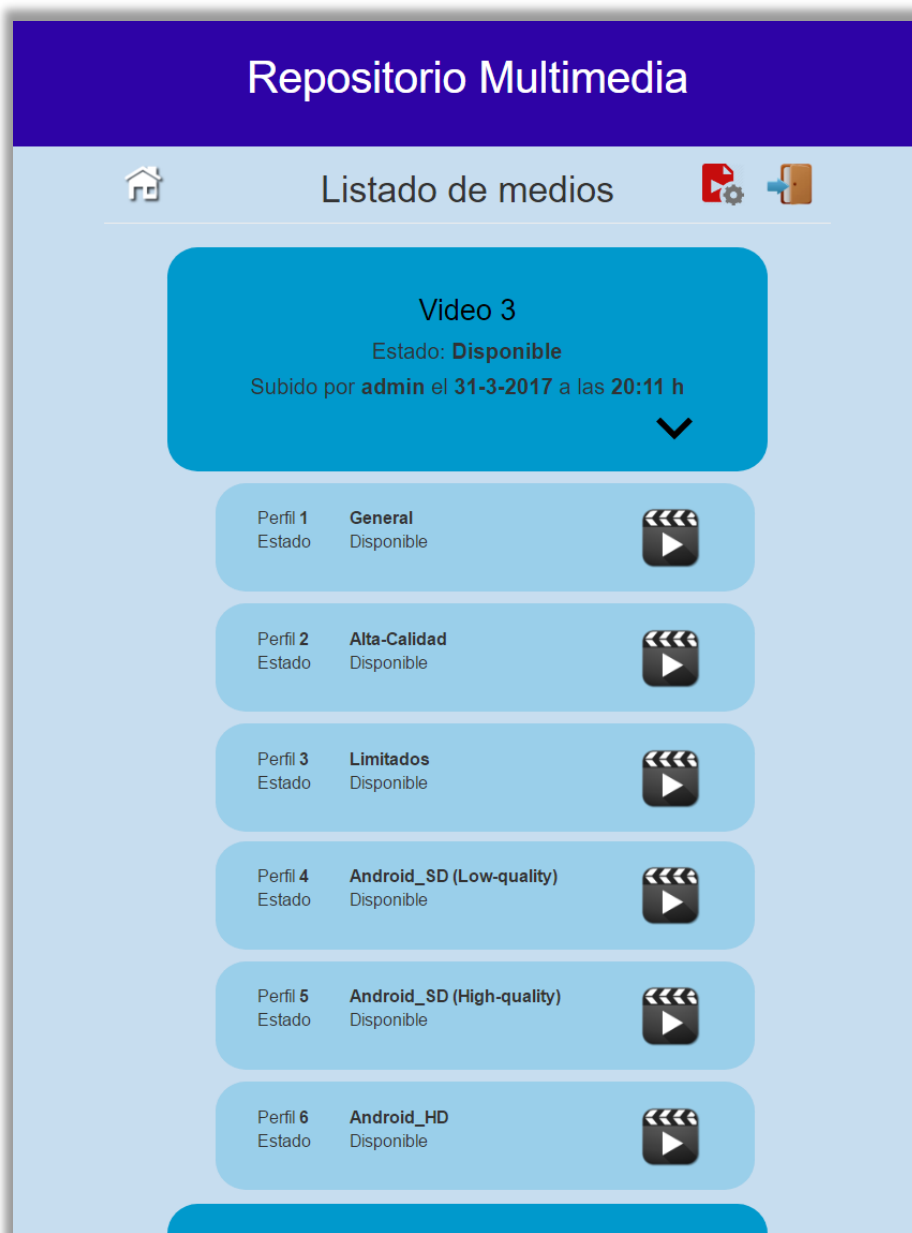 Repositorio Multimedia
Listado de medios
Video 3
Estado: Disponible
Subido por admin el 31-3-2017 a las 20:11 h
Perfil 1 General
Estado Disponible
Perfil 2 Alta-Calidad
Estado Disponible
Perfil 3 Limitados
Estado Disponible
Perfil 4 Android_SD (Low-quality)
Estado Disponible
Perfil 5 Android_SD (High-quality)
Estado Disponible
Perfil 6 Android_HD
Estado Disponible